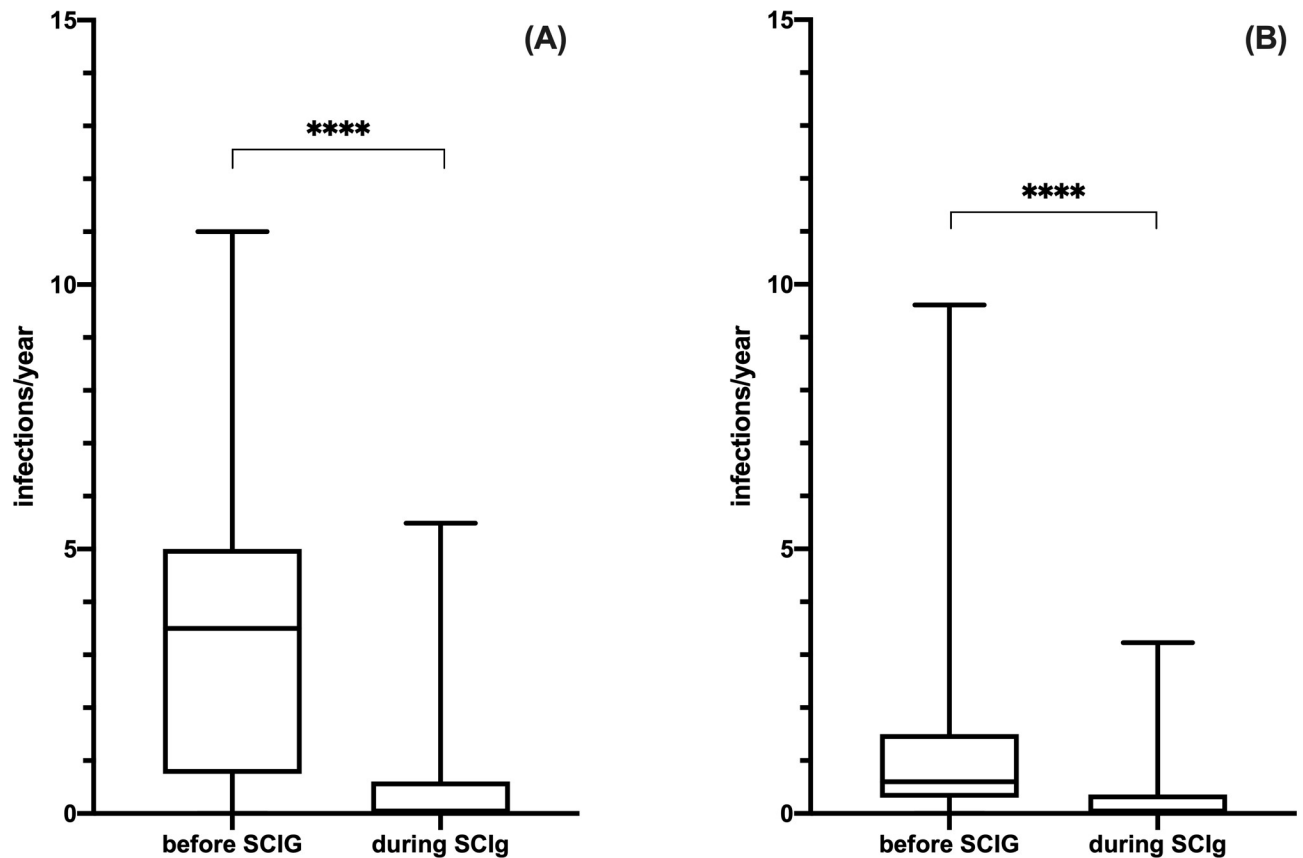 (A)
15
10
5
0
infections/year
****
before SCIG
during SCIg
(B)
15
10
5
0
infections/year
****
before SCIG
during SCIg